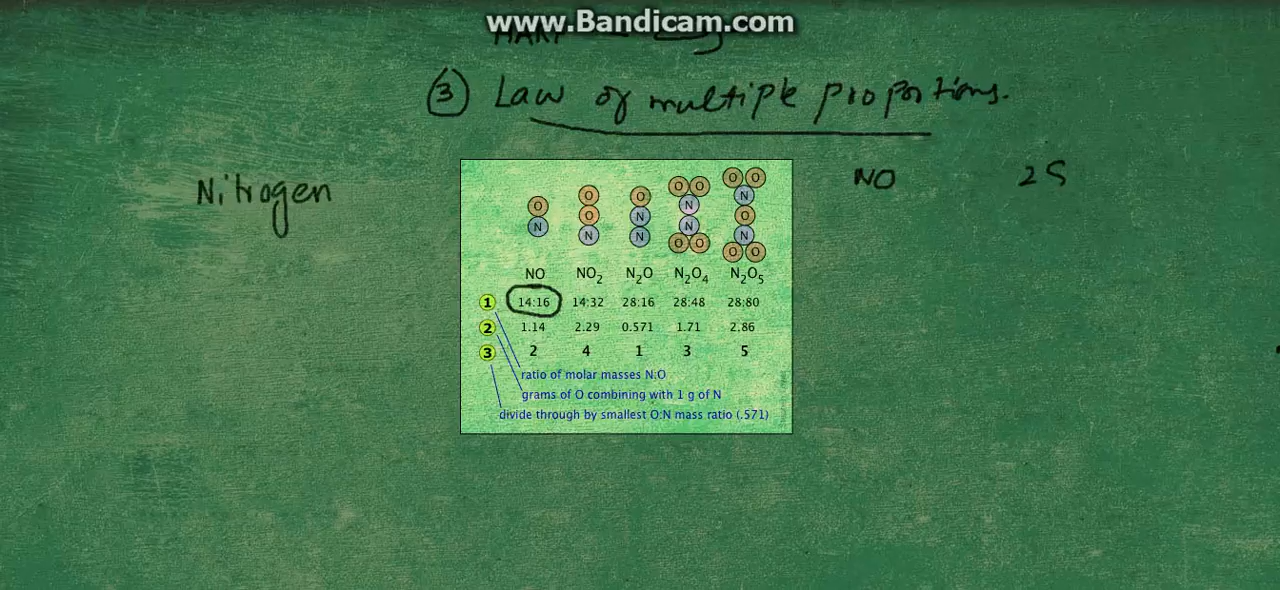 www.Bandicam.com
③ Law of multiple proportions.
Nitrogen
NO 25
O O O O O O O O O O O O
N N N N N N N N
NO NO2 N2O N2O4 N2O5
1 14:16 14:32 28:16 28:48 28:80
2 1.14 2.29 0.571 1.71 2.86
3 2 4 1 3 5
ratio of molar masses N:O
grams of O combining with 1 g of N
divide through by smallest O:N mass ratio (.571)